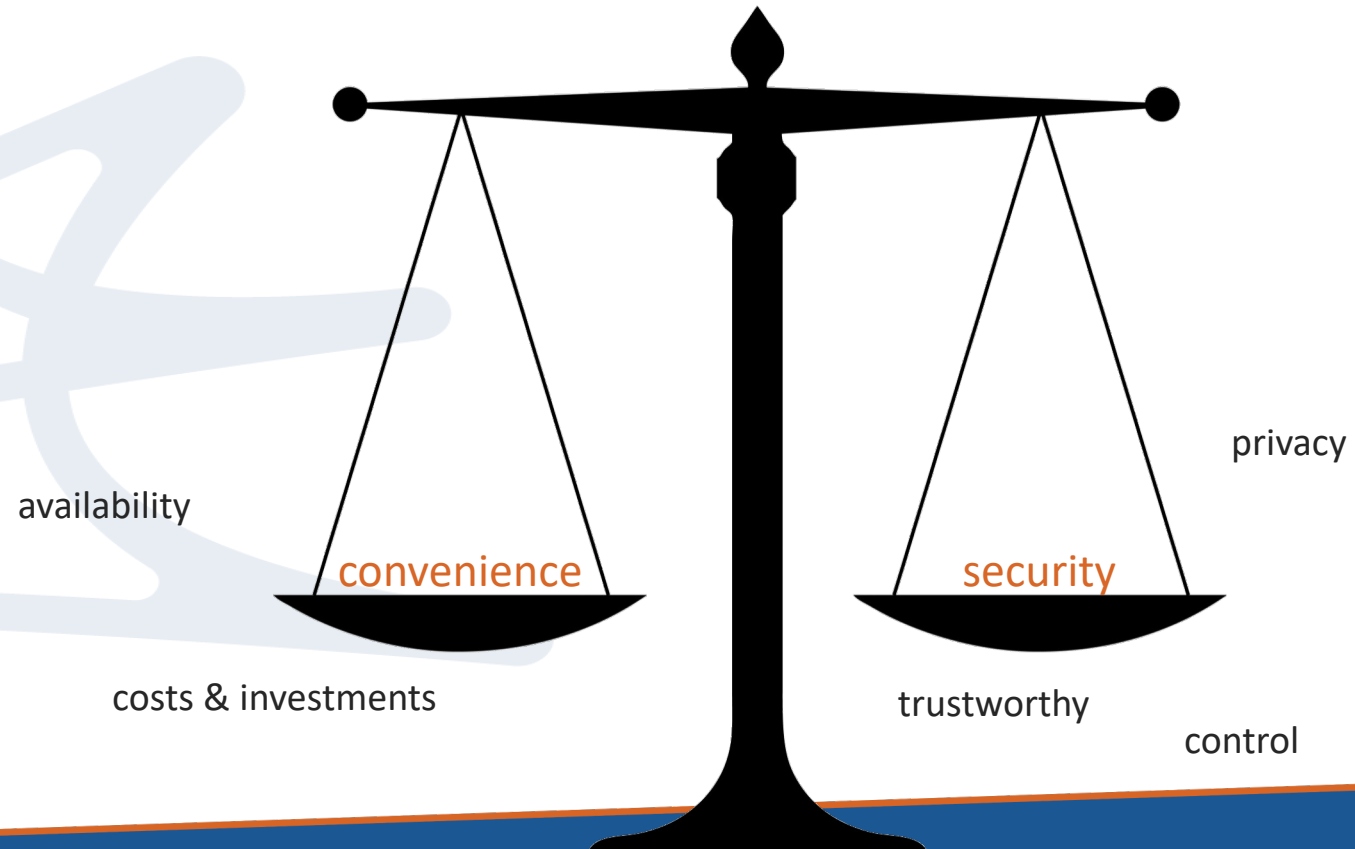 privacy
availability
convenience
security
costs & investments
trustworthy
control